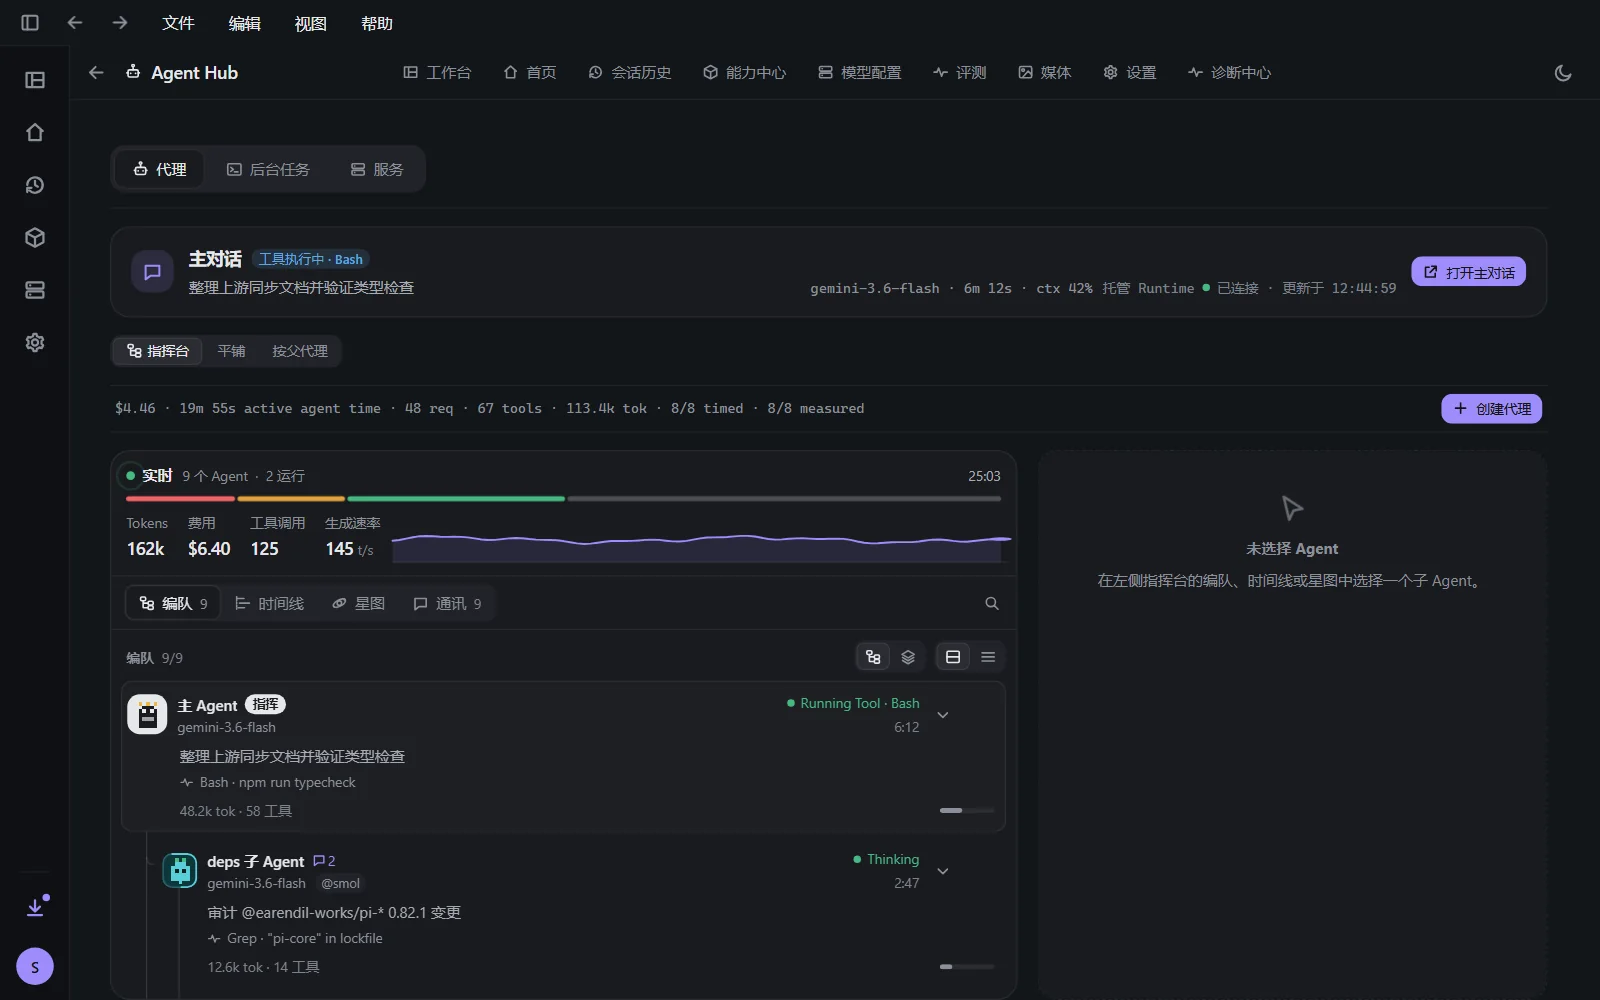 文件 编辑 视图 帮助
Agent Hub 工作台 首页 会话历史 能力中心 模型配置 评测 媒体 设置 诊断中心
代理 后台任务 服务
主对话 工具执行中 · Bash
整理上游同步文档并验证类型检查
gemini-3.6-flash · 6m 12s · ctx 42% 托管 Runtime 已连接 · 更新于 12:44:59
打开主对话
指挥台 平铺 按父代理
$4.46 · 19m 55s active agent time · 48 req · 67 tools · 113.4k tok · 8/8 timed · 8/8 measured
创建代理
实时 9 个 Agent · 2 运行 25:03
Tokens 费用 工具调用 生成速率
162k $6.40 125 145 t/s
编队 9 时间线 星图 通讯 9
编队 9/9
主 Agent 指挥 Running Tool · Bash
gemini-3.6-flash 6:12
整理上游同步文档并验证类型检查
Bash · npm run typecheck
48.2k tok · 58 工具
deps 子 Agent 2 Thinking
gemini-3.6-flash @smol 2:47
审计 @earendil-works/pi-* 0.82.1 变更
Grep · "pi-core" in lockfile
12.6k tok · 14 工具
未选择 Agent
在左侧指挥台的编队、时间线或星图中选择一个子 Agent。
S